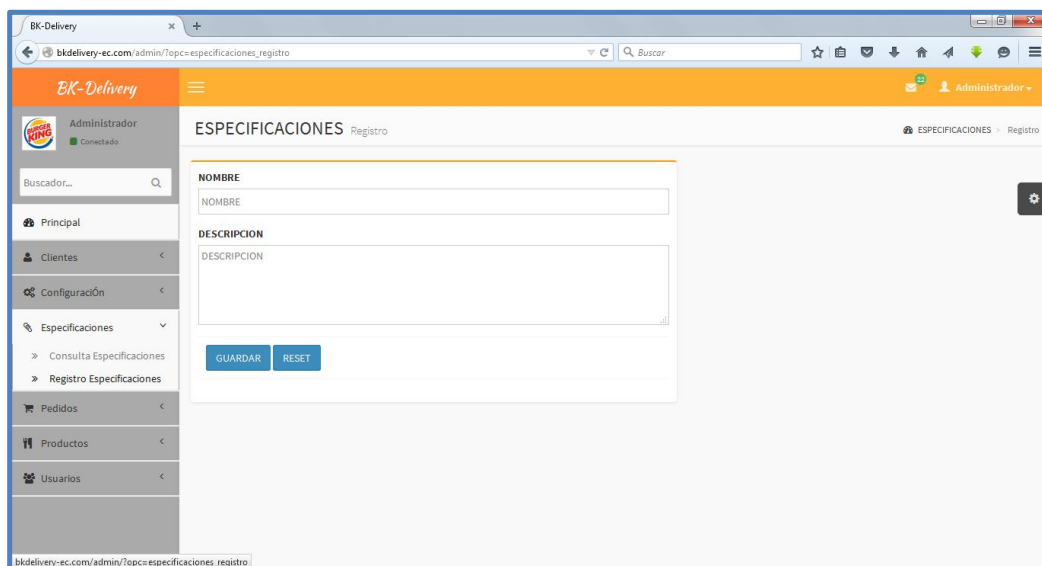 BK-Delivery
bkdelivery-ec.com/admin/?opc=especificaciones_registro
Buscar
BK-Delivery
Administrador
BURGER KING
Administrador
Conectado
ESPECIFICACIONES Registro
ESPECIFICACIONES > Registro
Buscador...
NOMBRE
NOMBRE
Principal
DESCRIPCION
DESCRIPCION
Clientes
ConfiguraciÓn
Especificaciones
Consulta Especificaciones
GUARDAR
RESET
Registro Especificaciones
Pedidos
Productos
Usuarios
bkdelivery-ec.com/admin/?opc=especificaciones_registro